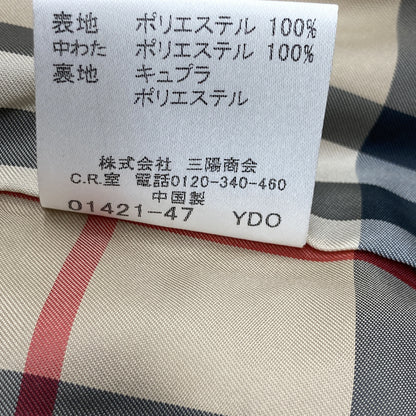 表地 ポリエステル 100%
中わた ポリエステル 100%
裏地 キュプラ
ポリエステル
株式会社 三陽商会
C.R.室 電話0120-340-460
中国製
01421-47 YDO